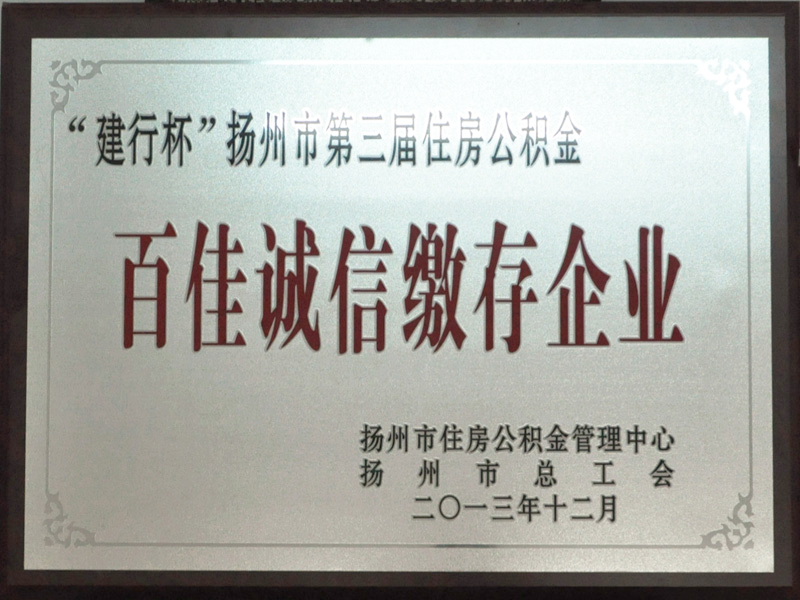 “建行杯”扬州市第三届住房公积金
百佳诚信缴存企业
扬州市住房公积金管理中心
扬州市总工会
二〇一三年十二月